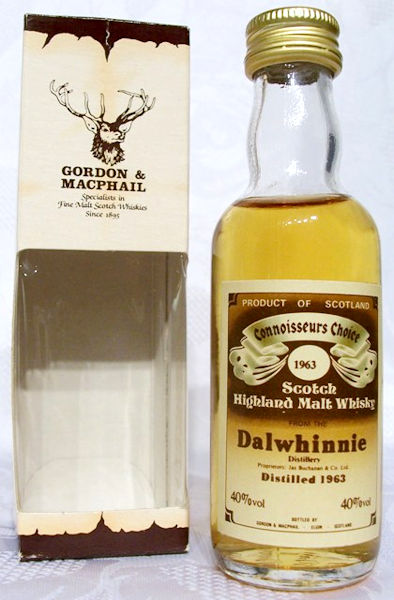 GORDON &
MACPHAIL
Specialists in
Fine Malt Scotch Whiskies
Since 1895
PRODUCT OF SCOTLAND
Connoisseurs Choice
1963
Scotch
Highland Malt Whisky
FROM THE
Dalwhinnie
Distillery
Proprietors: Jas Buchanan & Co. Ltd.
Distilled 1963
40%vol 40%vol
BOTTLED BY
GORDON & MACPHAIL ELGIN SCOTLAND